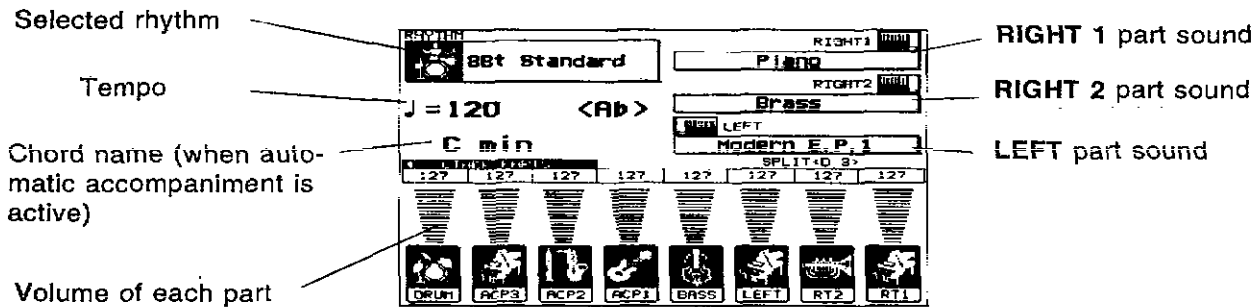 Selected rhythm
Tempo
Chord name (when auto-
matic accompaniment is
active)
Volume of each part
RHYTHM
8Bt Standard
♩=120 <Ab>
C min
RIGHT1
Piano
RIGHT2
Brass
LEFT
Modern E.P.1 1
SPLIT<D 3>
127 127 127 127 127 127 127 127
DRUM ACP3 ACP2 ACP1 BASS LEFT RT2 RT1
RIGHT 1 part sound
RIGHT 2 part sound
LEFT part sound